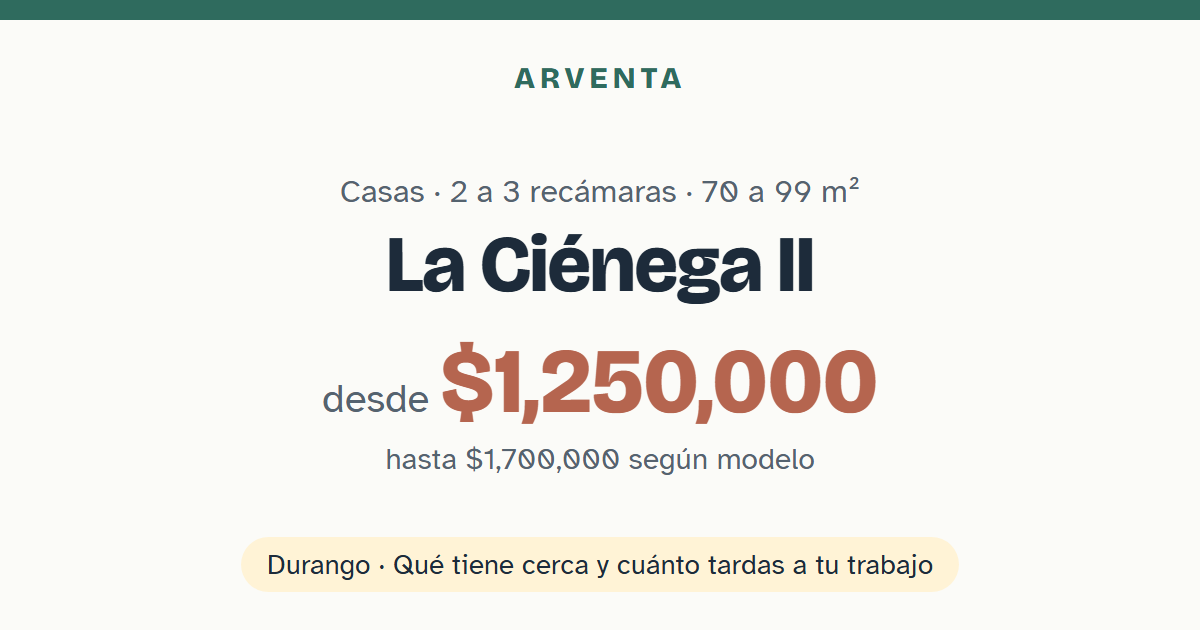 ARVENTA
Casas · 2 a 3 recámaras · 70 a 99 m²
La Ciénega II
desde $1,250,000
hasta $1,700,000 según modelo
Durango · Qué tiene cerca y cuánto tardas a tu trabajo